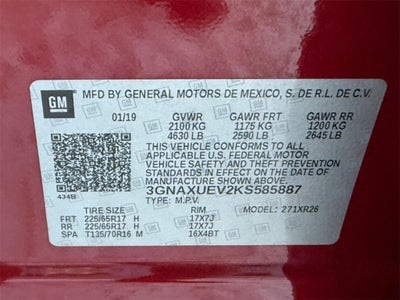 GM
MFD BY GENERAL MOTORS DE MEXICO, S. DE R.L. DE C.V.
01/19 GVWR GAWR FRT GAWR RR
2100 KG 1175 KG 1200 KG
4630 LB 2590 LB 2645 LB
THIS VEHICLE CONFORMS TO ALL APPLICABLE
U.S. FEDERAL MOTOR
VEHICLE SAFETY AND THEFT PREVENTION
STANDARDS IN EFFECT ON THE DATE OF
MANUFACTURE SHOWN ABOVE.
3GNAXUEV2KS585887
434B TYPE: M.P.V. MODEL: 271XR26
TIRE SIZE SPEED RTG RIM
FRT 225/65R17 H 17X7J
RR 225/65R17 H 17X7J
SPA T135/70R16 M 16X4BT